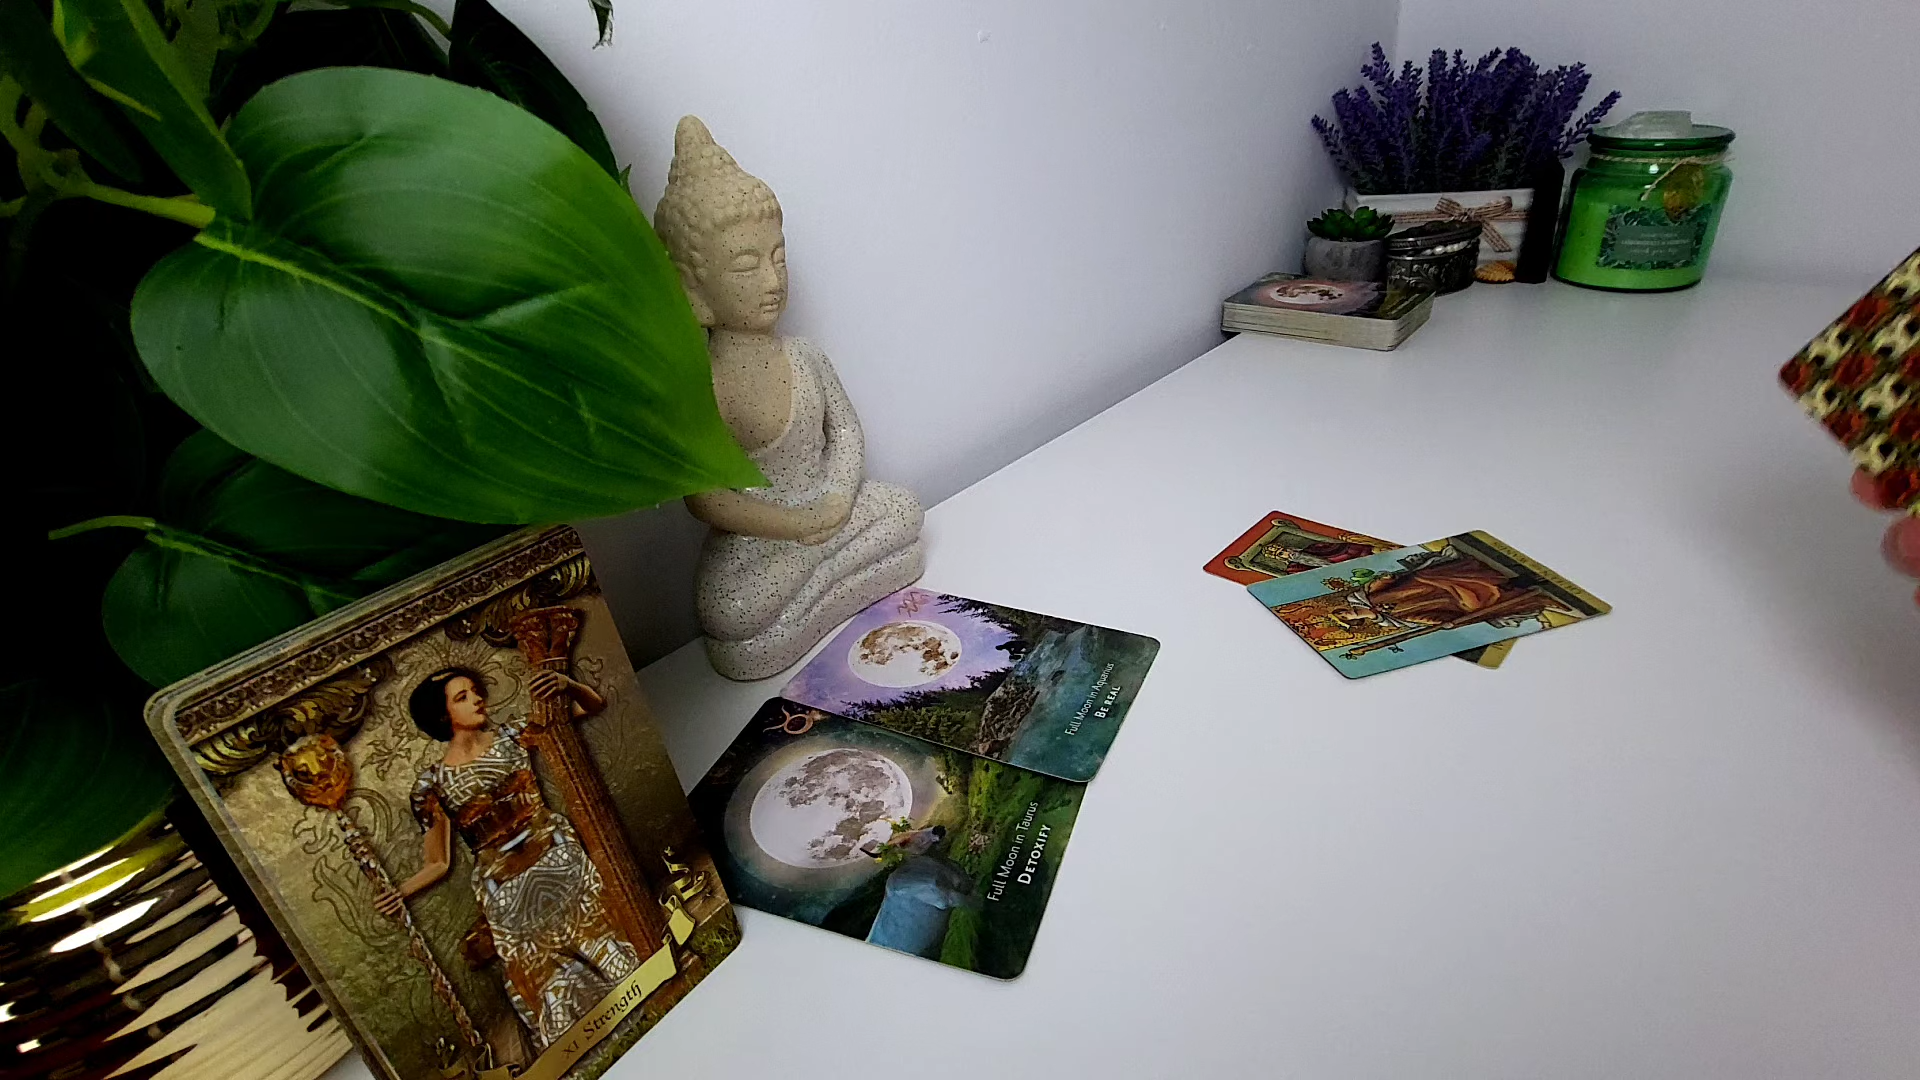 Full Moon in Aquarius
BE REAL
Full Moon in Taurus
DETOXIFY
XI Strength